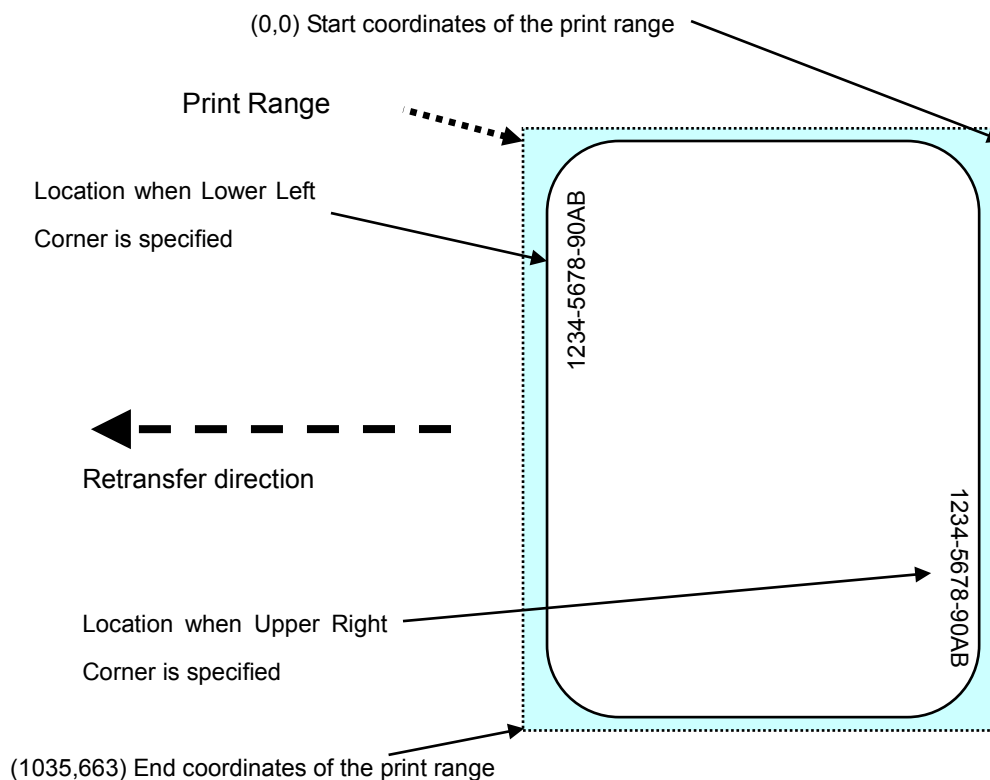 (0,0) Start coordinates of the print range
Print Range
Location when Lower Left
Corner is specified
1234-5678-90AB
Retransfer direction
1234-5678-90AB
Location when Upper Right
Corner is specified
(1035,663) End coordinates of the print range